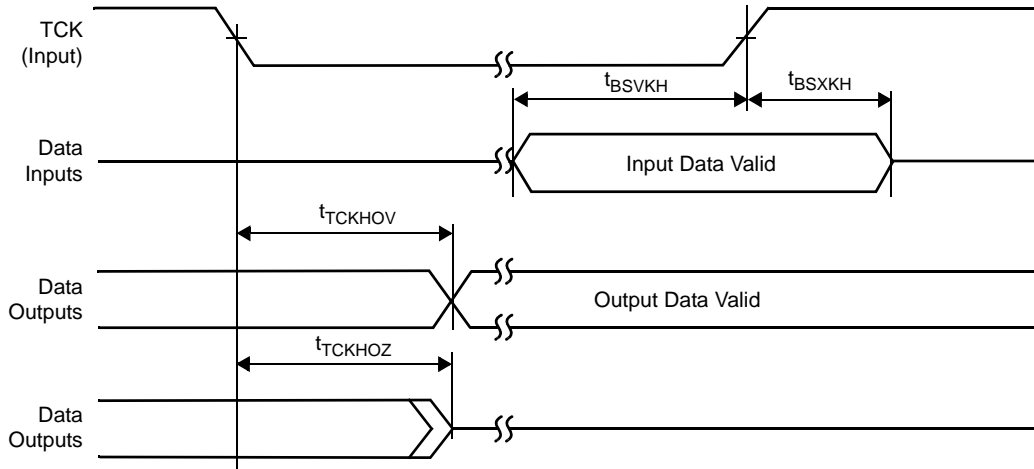 TCK
(Input)
tBSVKH
tBSXKH
Data
Inputs
Input Data Valid
tTCKHOV
Data
Outputs
Output Data Valid
tTCKHOZ
Data
Outputs